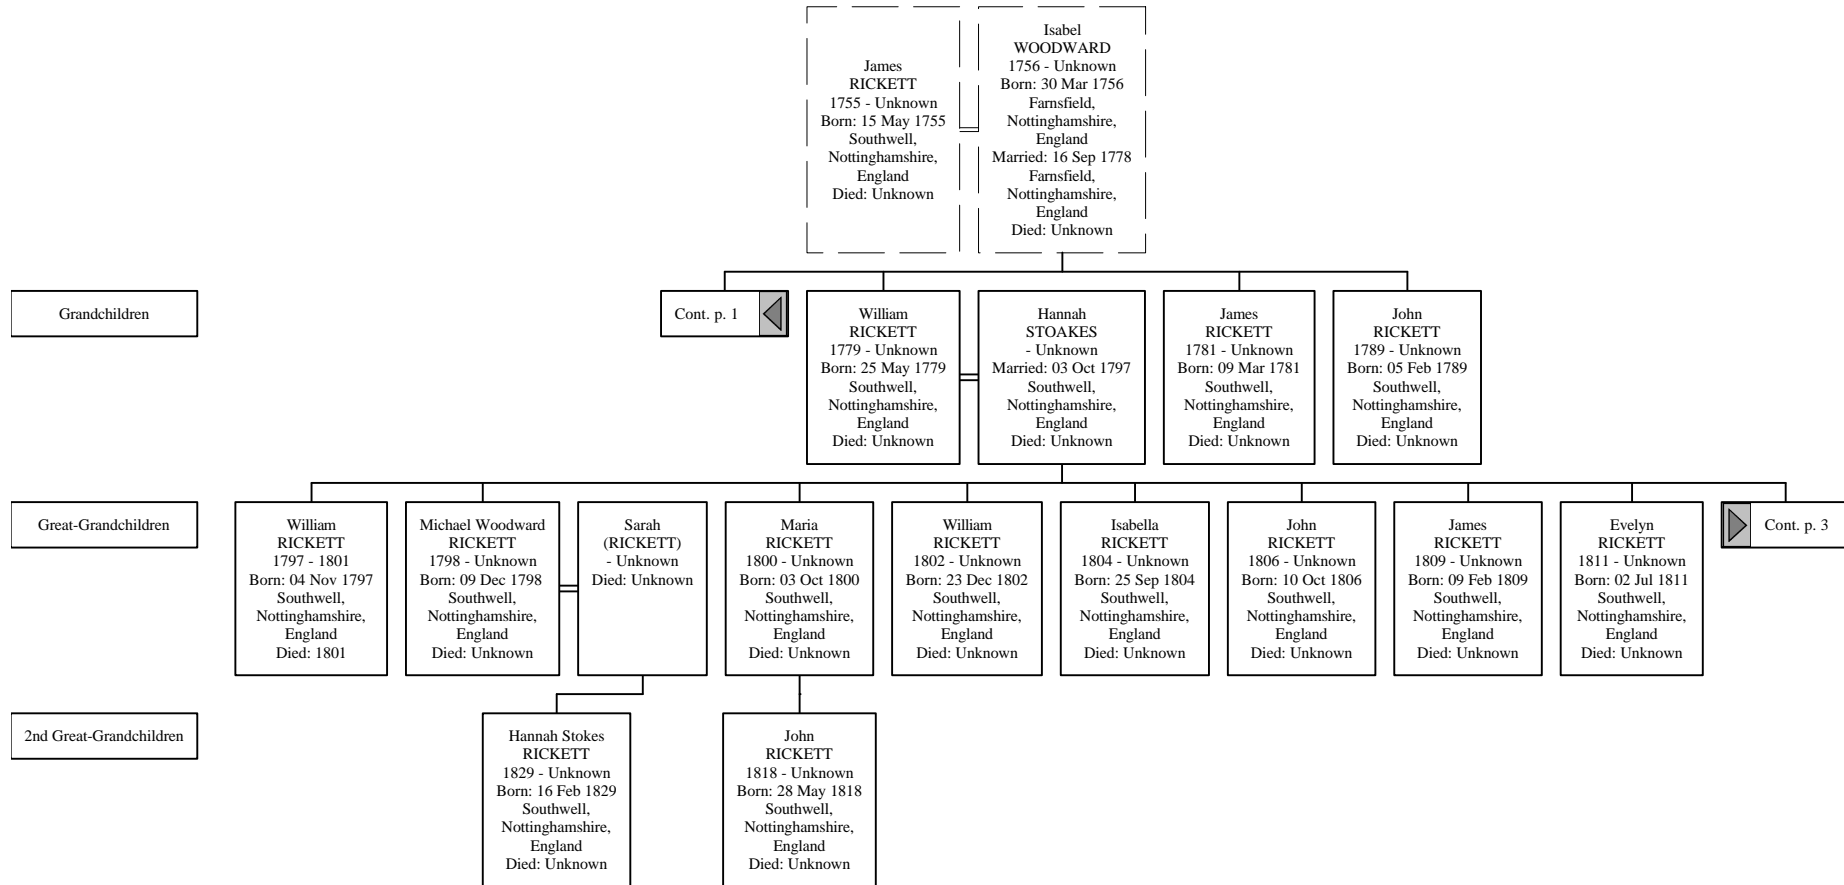 James
RICKETT
1755 - Unknown
Born: 15 May 1755
Southwell,
Nottinghamshire,
England
Died: Unknown
Isabel
WOODWARD
1756 - Unknown
Born: 30 Mar 1756
Farnsfield,
Nottinghamshire,
England
Married: 16 Sep 1778
Farnsfield,
Nottinghamshire,
England
Died: Unknown
Grandchildren
Cont. p. 1
William
RICKETT
1779 - Unknown
Born: 25 May 1779
Southwell,
Nottinghamshire,
England
Died: Unknown
Hannah
STOAKES
- Unknown
Married: 03 Oct 1797
Southwell,
Nottinghamshire,
England
Died: Unknown
James
RICKETT
1781 - Unknown
Born: 09 Mar 1781
Southwell,
Nottinghamshire,
England
Died: Unknown
John
RICKETT
1789 - Unknown
Born: 05 Feb 1789
Southwell,
Nottinghamshire,
England
Died: Unknown
Great-Grandchildren
William
RICKETT
1797 - 1801
Born: 04 Nov 1797
Southwell,
Nottinghamshire,
England
Died: 1801
Michael Woodward
RICKETT
1798 - Unknown
Born: 09 Dec 1798
Southwell,
Nottinghamshire,
England
Died: Unknown
Sarah
(RICKETT)
- Unknown
Died: Unknown
Maria
RICKETT
1800 - Unknown
Born: 03 Oct 1800
Southwell,
Nottinghamshire,
England
Died: Unknown
William
RICKETT
1802 - Unknown
Born: 23 Dec 1802
Southwell,
Nottinghamshire,
England
Died: Unknown
Isabella
RICKETT
1804 - Unknown
Born: 25 Sep 1804
Southwell,
Nottinghamshire,
England
Died: Unknown
John
RICKETT
1806 - Unknown
Born: 10 Oct 1806
Southwell,
Nottinghamshire,
England
Died: Unknown
James
RICKETT
1809 - Unknown
Born: 09 Feb 1809
Southwell,
Nottinghamshire,
England
Died: Unknown
Evelyn
RICKETT
1811 - Unknown
Born: 02 Jul 1811
Southwell,
Nottinghamshire,
England
Died: Unknown
Cont. p. 3
2nd Great-Grandchildren
Hannah Stokes
RICKETT
1829 - Unknown
Born: 16 Feb 1829
Southwell,
Nottinghamshire,
England
Died: Unknown
John
RICKETT
1818 - Unknown
Born: 28 May 1818
Southwell,
Nottinghamshire,
England
Died: Unknown